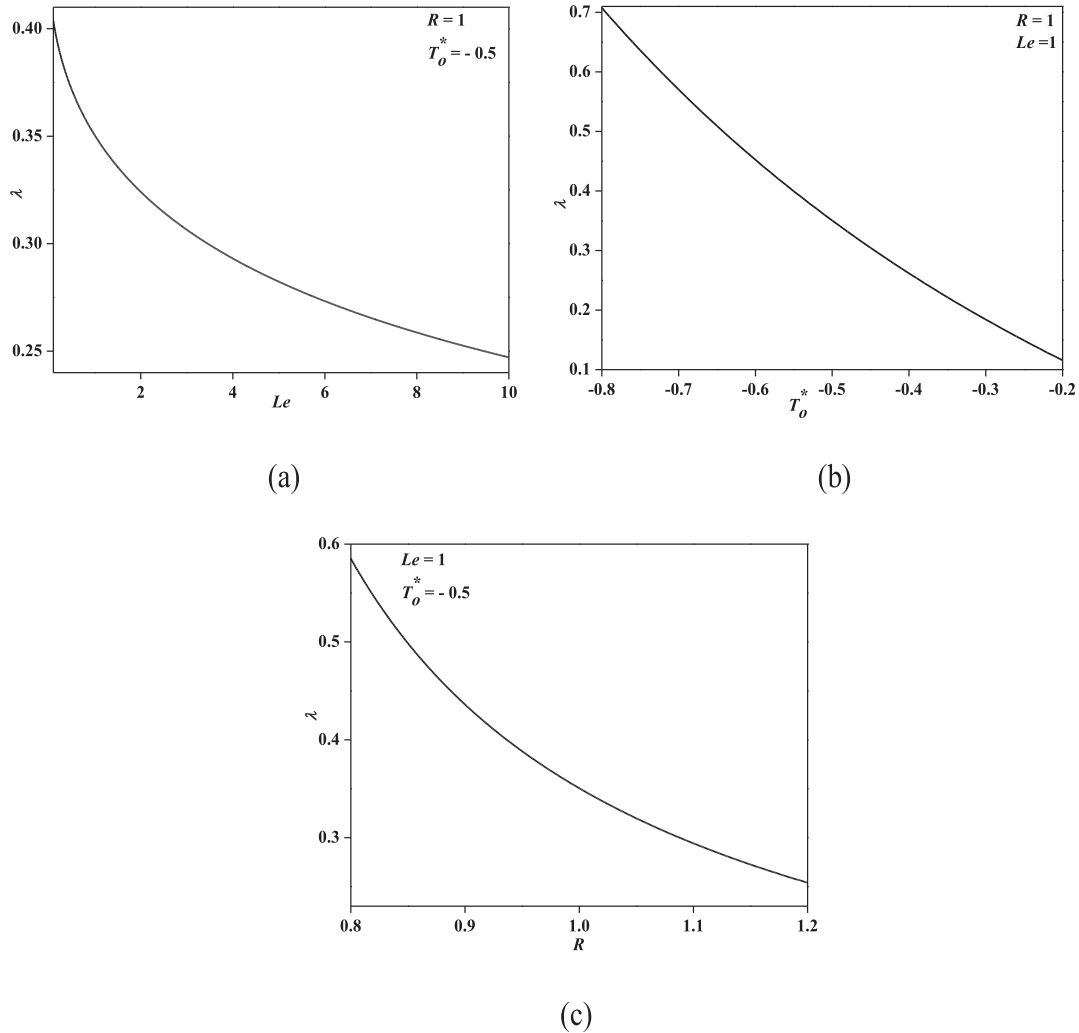 0.40
0.35
0.30
0.25
λ
2
4
6
8
10
Le
R = 1
T*o = - 0.5
(a)
0.7
0.6
0.5
0.4
0.3
0.2
0.1
λ
-0.8
-0.7
-0.6
-0.5
-0.4
-0.3
-0.2
T*o
R = 1
Le =1
(b)
0.6
0.5
0.4
0.3
λ
0.8
0.9
1.0
1.1
1.2
R
Le = 1
T*o = - 0.5
(c)